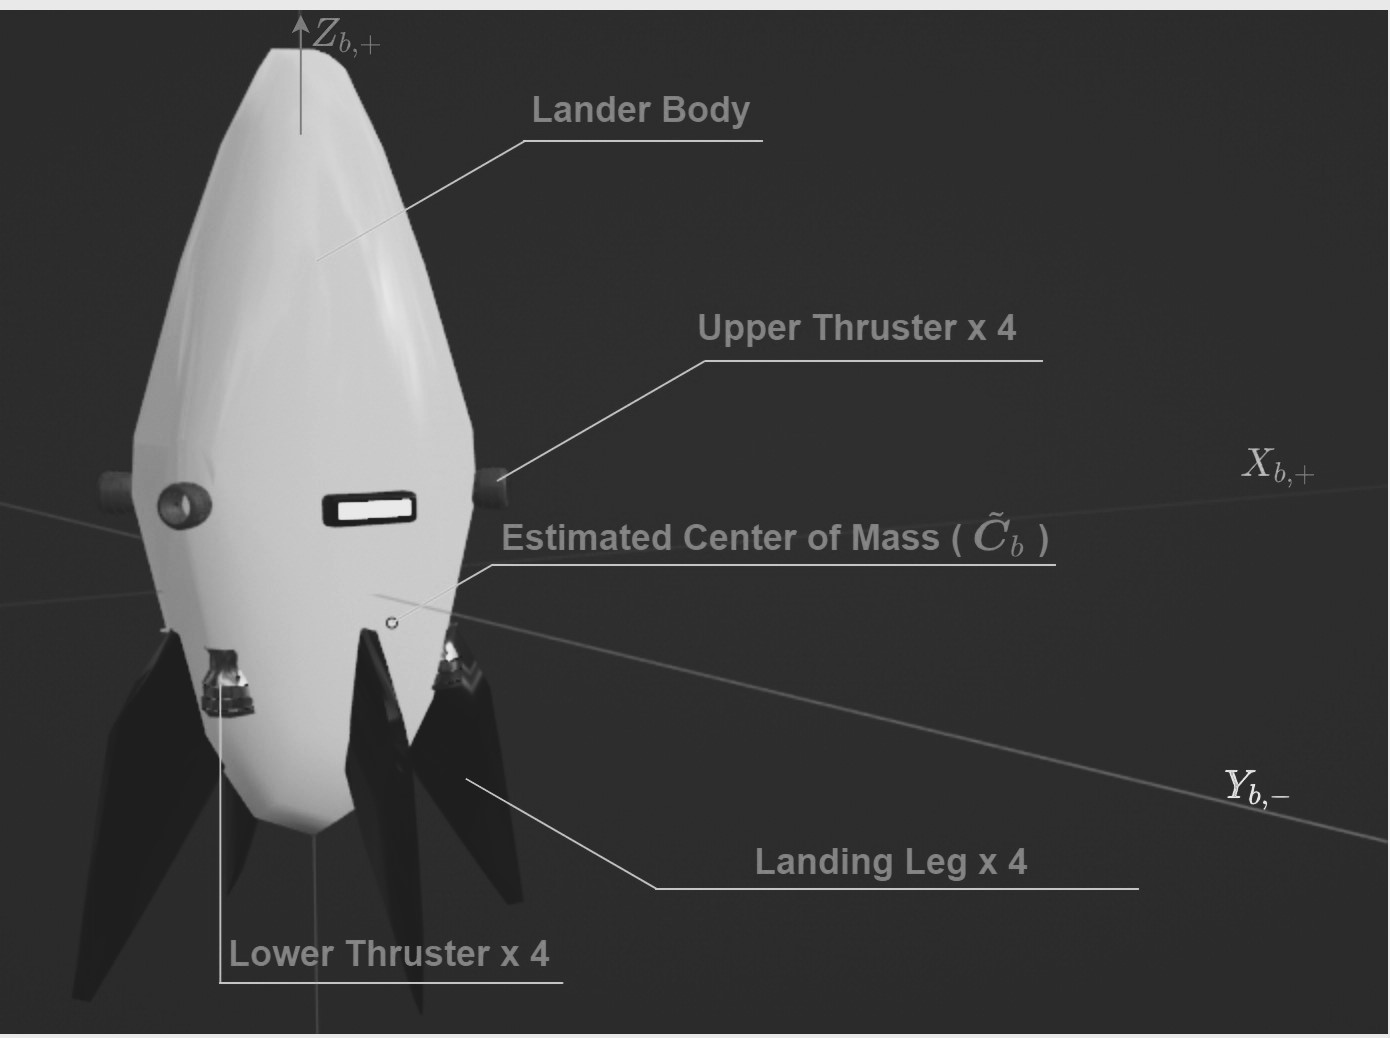 Z_{b,+}
Lander Body
Upper Thruster x 4
X_{b,+}
Estimated Center of Mass ( \tilde{C}_b )
Y_{b,-}
Landing Leg x 4
Lower Thruster x 4